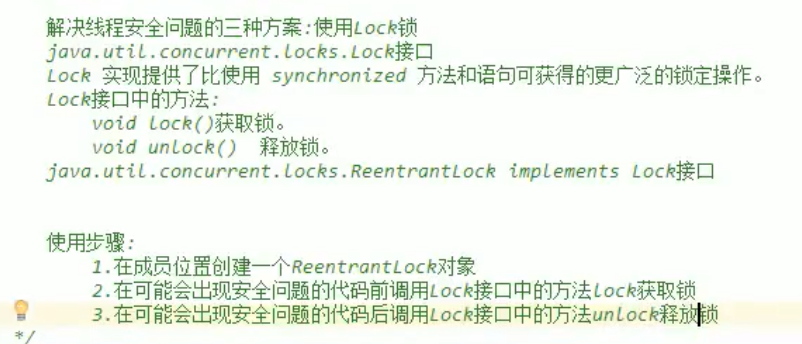 解决线程安全问题的三种方案:使用Lock锁
java.util.concurrent.locks.Lock接口
Lock 实现提供了比使用 synchronized 方法和语句可获得的更广泛的锁定操作。
Lock接口中的方法:
void lock()获取锁。
void unlock() 释放锁。
java.util.concurrent.locks.ReentrantLock implements Lock接口
使用步骤:
1.在成员位置创建一个ReentrantLock对象
2.在可能会出现安全问题的代码前调用Lock接口中的方法lock获取锁
3.在可能会出现安全问题的代码后调用Lock接口中的方法unlock释放锁
*/